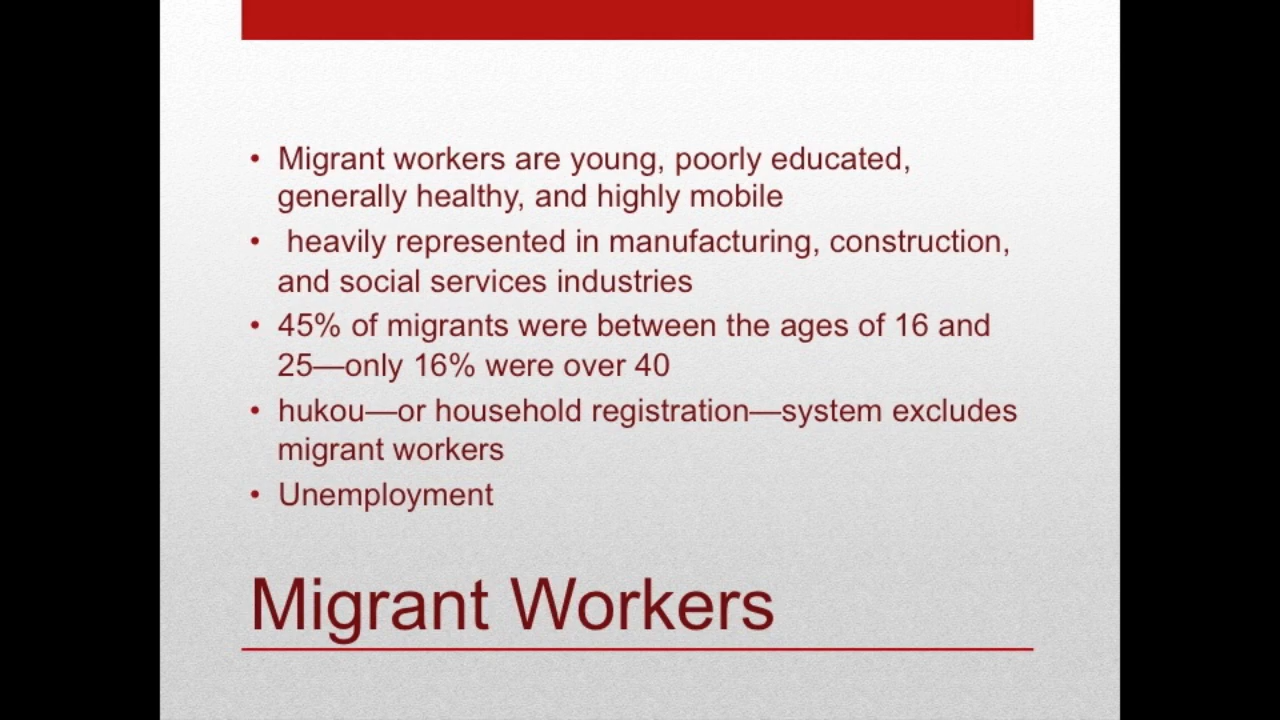 • Migrant workers are young, poorly educated,
generally healthy, and highly mobile
• heavily represented in manufacturing, construction,
and social services industries
• 45% of migrants were between the ages of 16 and
25—only 16% were over 40
• hukou—or household registration—system excludes
migrant workers
• Unemployment
Migrant Workers